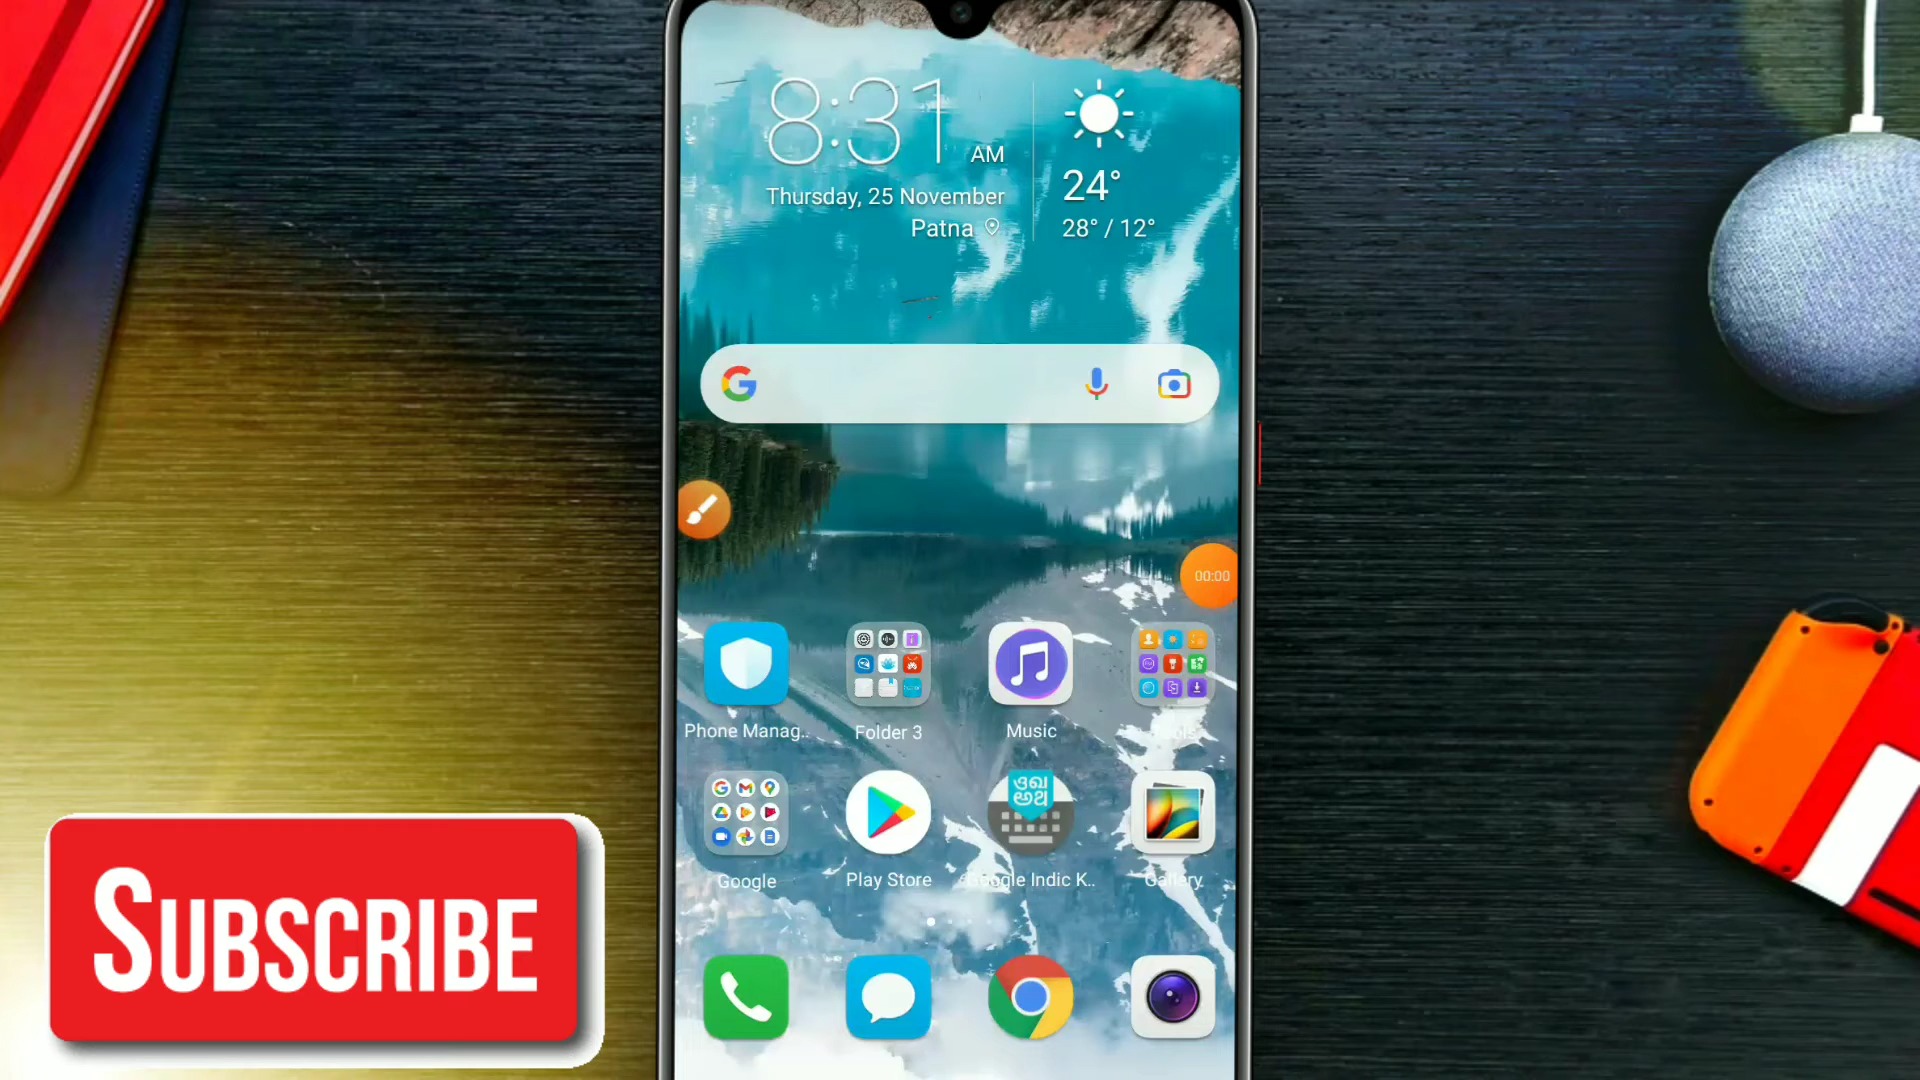 8:31 AM
Thursday, 25 November
Patna
24°
28° / 12°
00:00
Phone Manag..
Folder 3
Music
Google
Play Store
Google Indic K..
Gallery
SUBSCRIBE